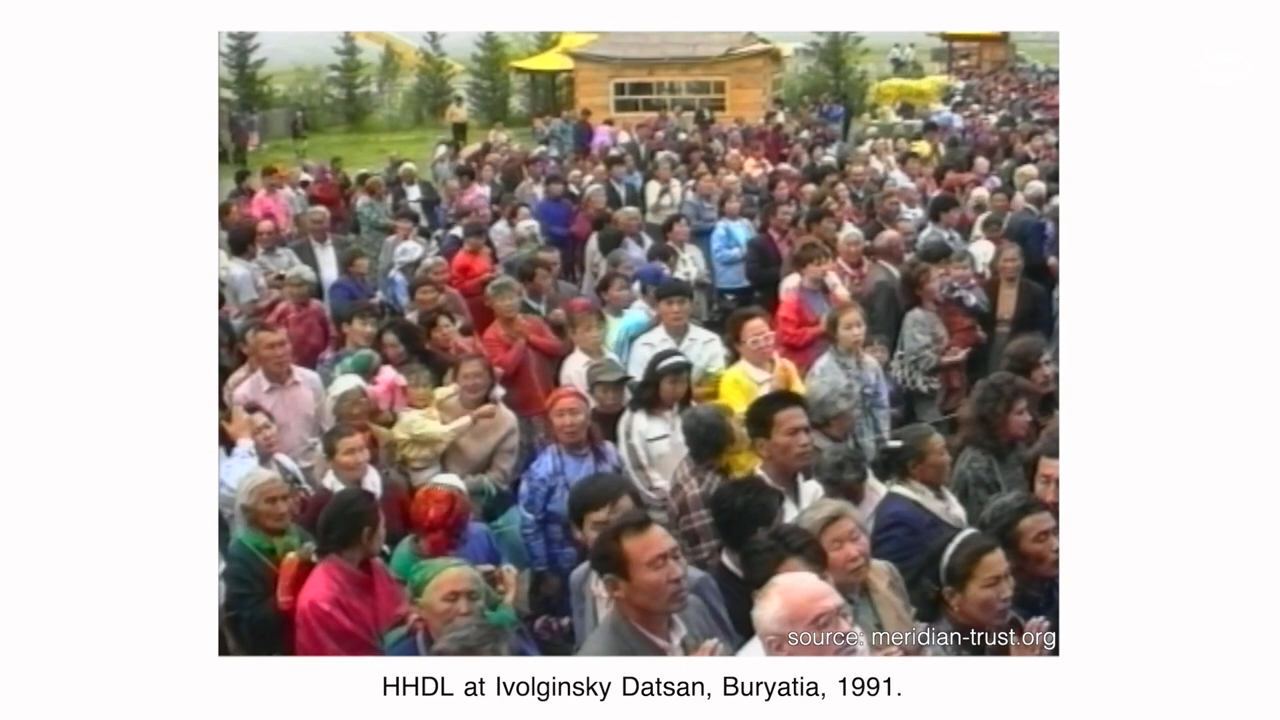 source: meridian-trust.org
HHDL at Ivolginsky Datsan, Buryatia, 1991.